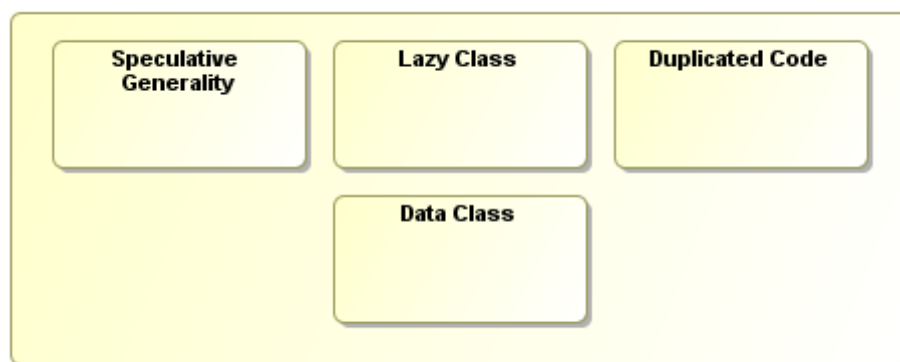 Speculative
Generality
Lazy Class
Duplicated Code
Data Class